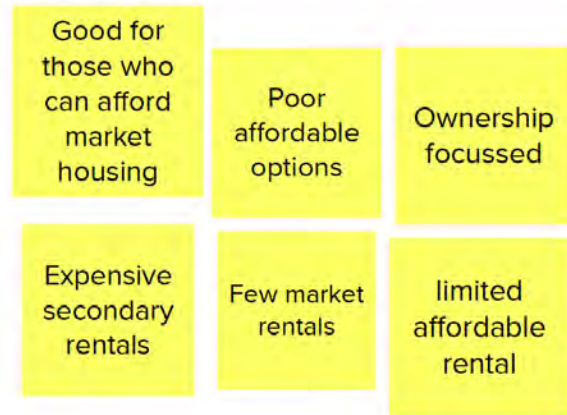 Good for
those who
can afford
market
housing
Poor
affordable
options
Ownership
focussed
Expensive
secondary
rentals
Few market
rentals
limited
affordable
rental